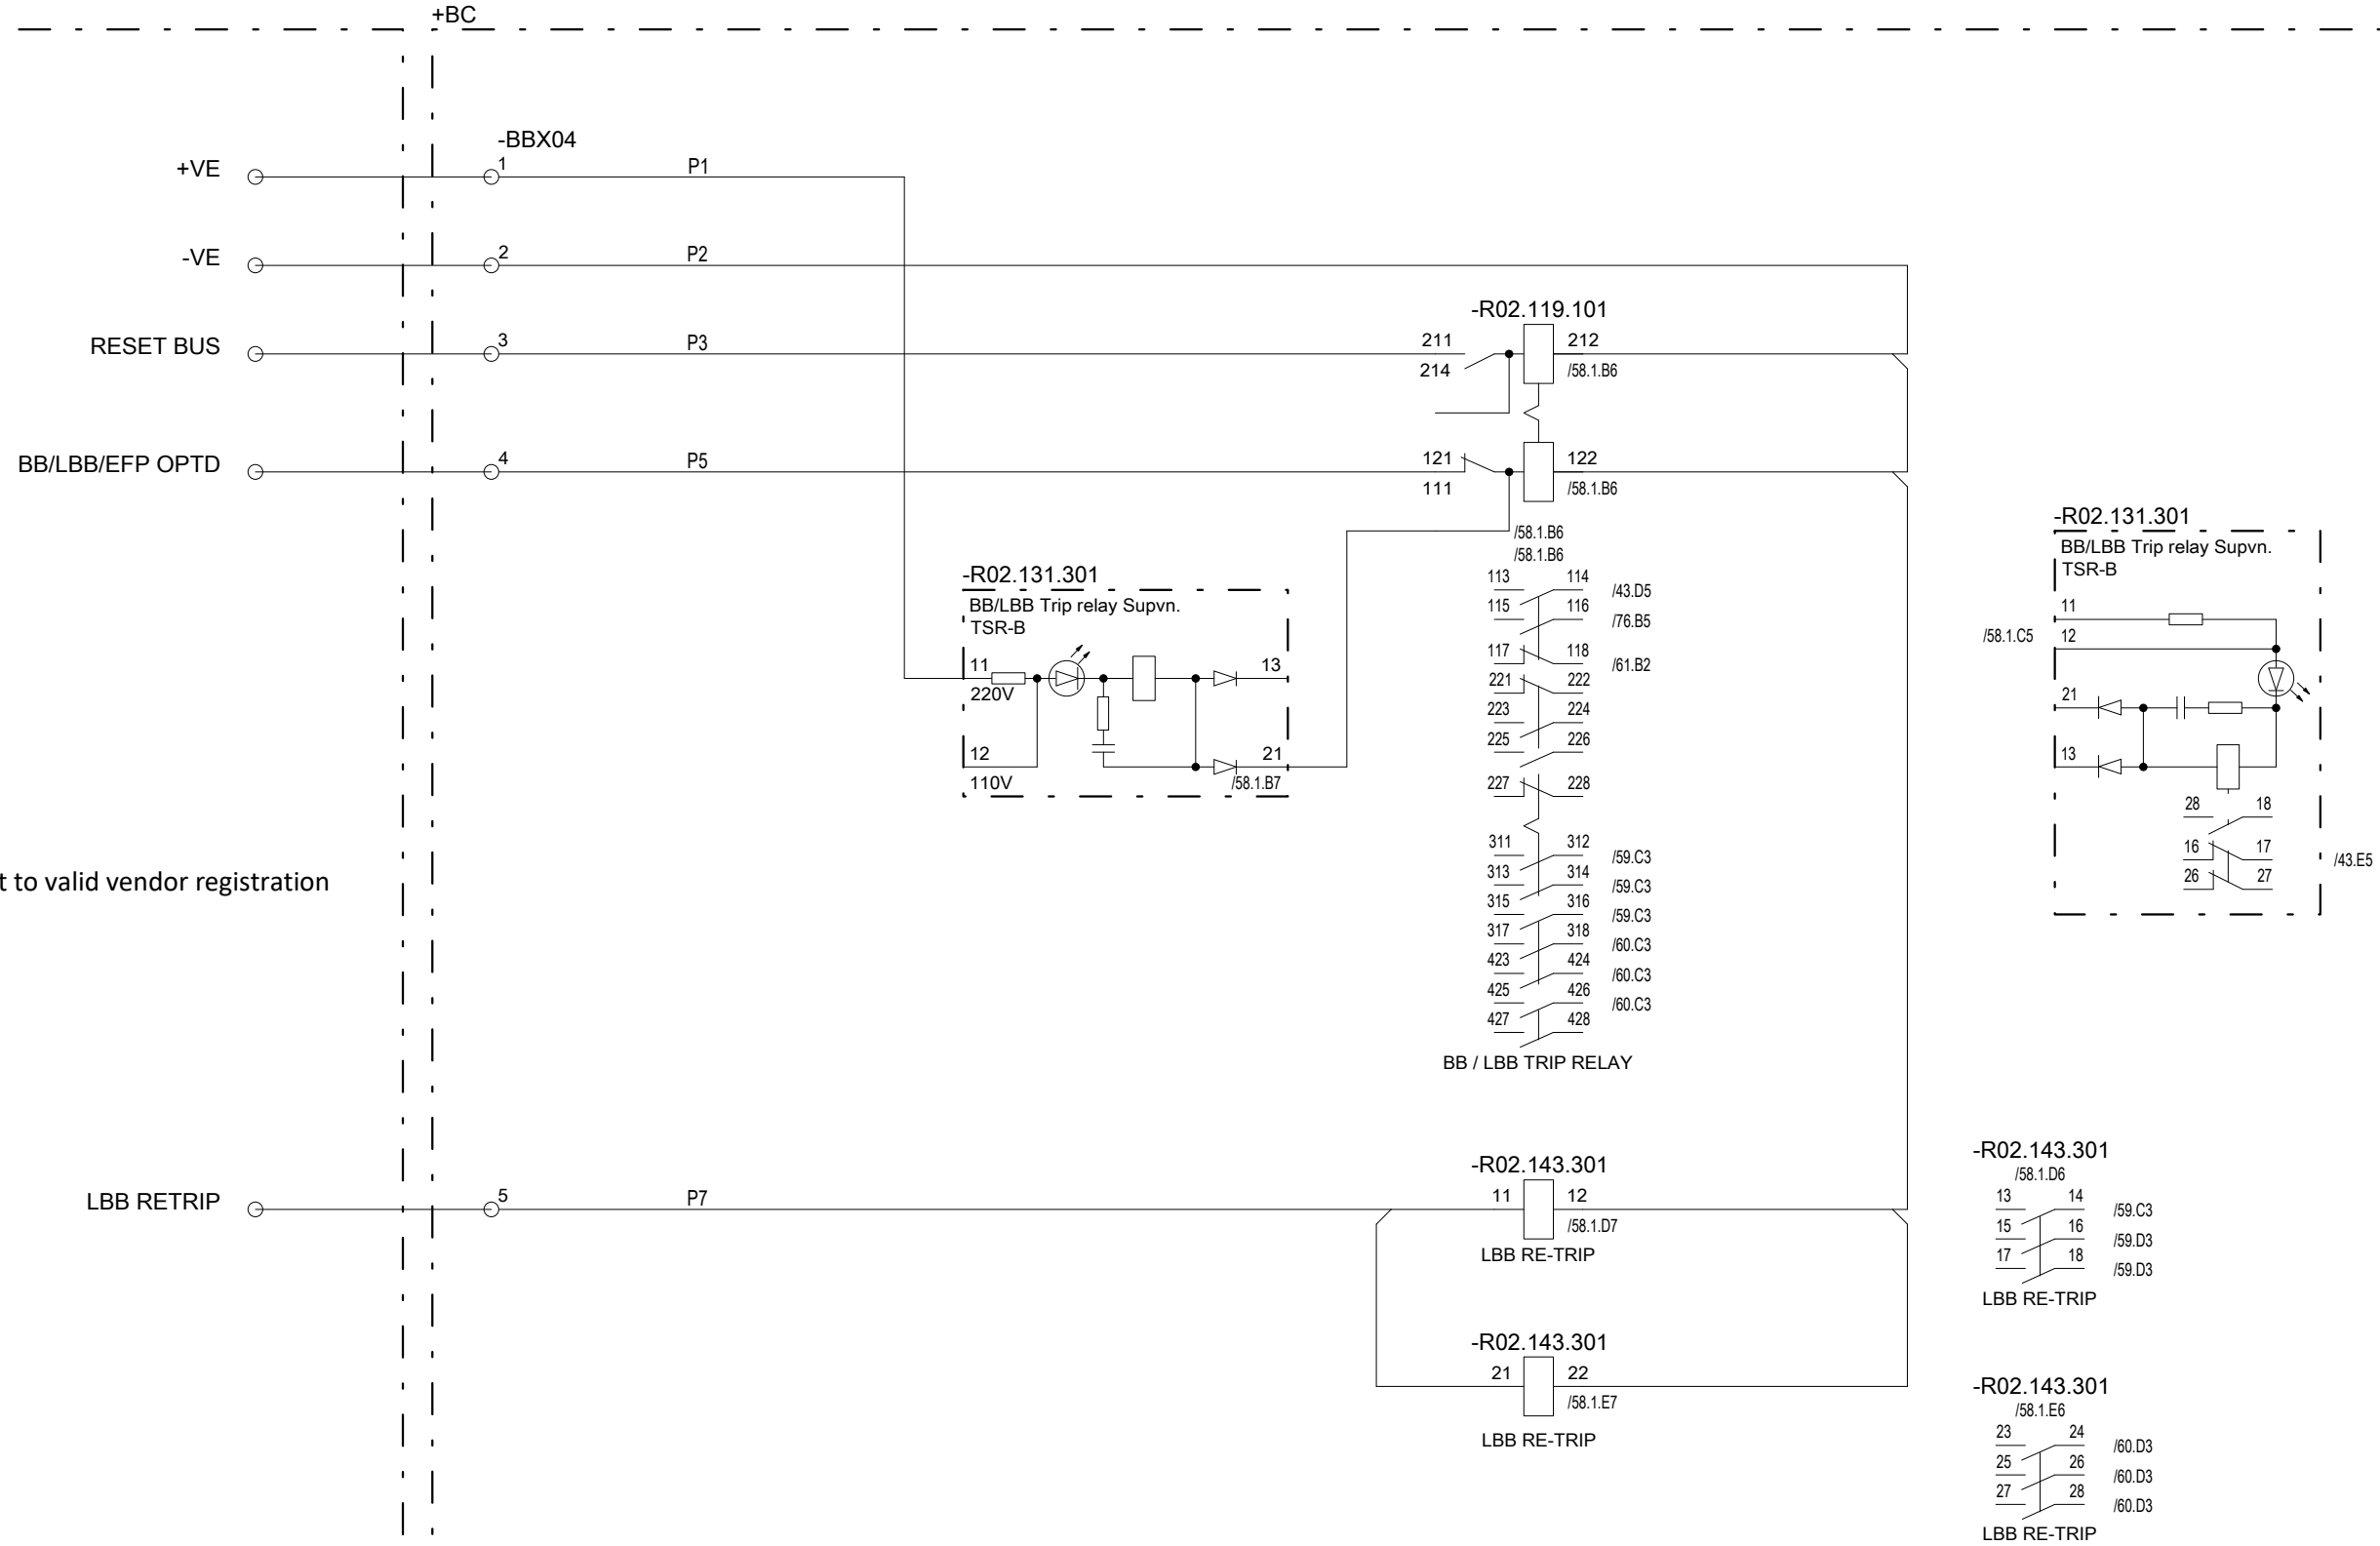 +BC
-BBX04
+VE
1
P1
-VE
2
P2
-R02.119.101
RESET BUS
3
P3
211
212
214
/58.1.B6
BB/LBB/EFP OPTD
4
P5
121
122
111
/58.1.B6
/58.1.B6
/58.1.B6
-R02.131.301
BB/LBB Trip relay Supvn.
TSR-B
11
220V
13
12
110V
21
/58.1.B7
113 114 /43.D5
115 116 /76.B5
117 118 /61.B2
221 222
223 224
225 226
227 228
311 312 /59.C3
313 314 /59.C3
315 316 /59.C3
317 318 /60.C3
423 424 /60.C3
425 426 /60.C3
427 428
BB / LBB TRIP RELAY
-R02.131.301
BB/LBB Trip relay Supvn.
TSR-B
11
/58.1.C5
12
21
13
28 18
16 17 /43.E5
26 27
t to valid vendor registration
LBB RETRIP
5
P7
-R02.143.301
11 12
/58.1.D7
LBB RE-TRIP
-R02.143.301
21 22
/58.1.E7
LBB RE-TRIP
-R02.143.301
/58.1.D6
13 14 /59.C3
15 16 /59.D3
17 18 /59.D3
LBB RE-TRIP
-R02.143.301
/58.1.E6
23 24 /60.D3
25 26 /60.D3
27 28 /60.D3
LBB RE-TRIP